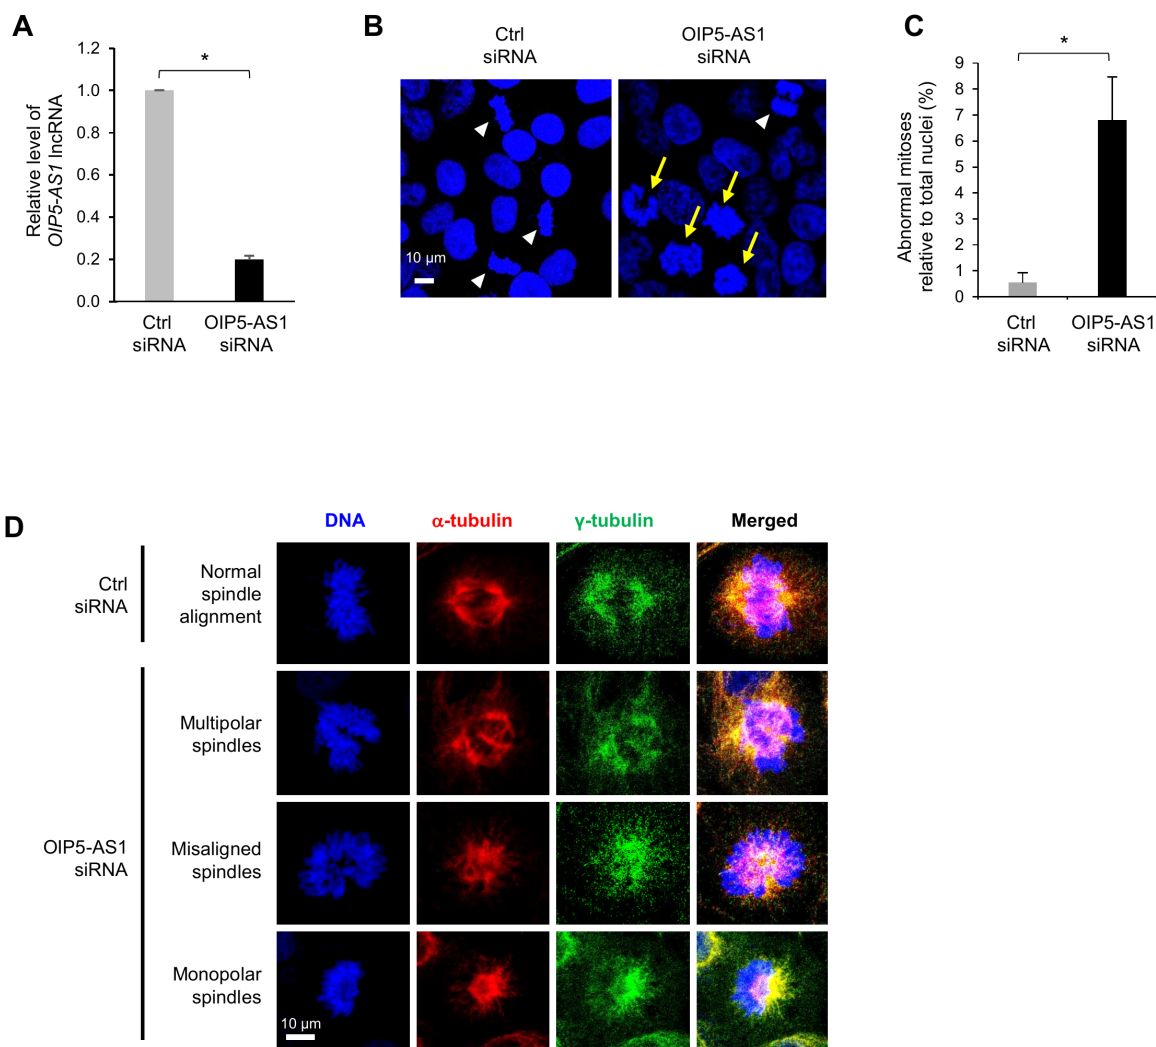 A
Relative level of
OIP5-AS1 lncRNA
1.2
1.0
0.8
0.6
0.4
0.2
0.0
*
Ctrl
siRNA
OIP5-AS1
siRNA
B
Ctrl
siRNA
OIP5-AS1
siRNA
10 µm
C
Abnormal mitoses
relative to total nuclei (%)
9
8
7
6
5
4
3
2
1
0
*
Ctrl
siRNA
OIP5-AS1
siRNA
D
DNA
α-tubulin
γ-tubulin
Merged
Ctrl
siRNA
Normal
spindle
alignment
OIP5-AS1
siRNA
Multipolar
spindles
Misaligned
spindles
Monopolar
spindles
10 µm